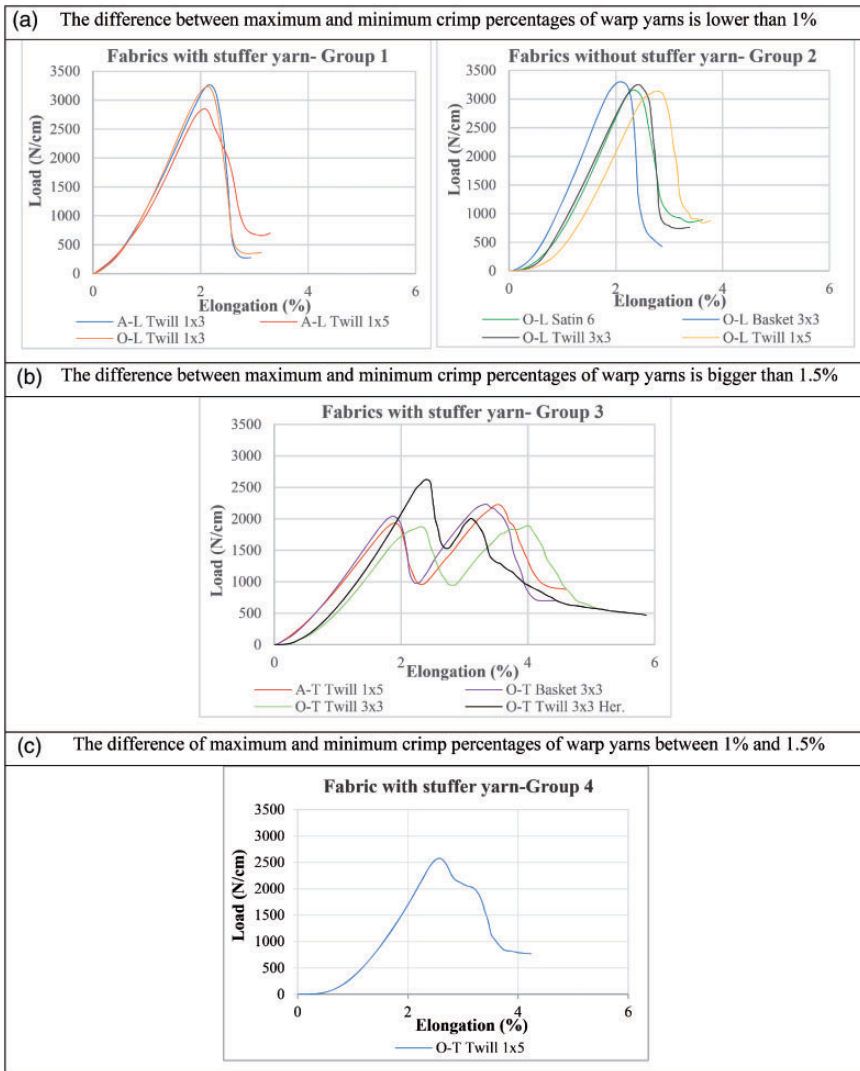 (a) The difference between maximum and minimum crimp percentages of warp yarns is lower than 1%
Fabrics with stuffer yarn- Group 1
3500
3000
2500
2000
1500
1000
500
0
Load (N/cm)
0 2 4 6
Elongation (%)
A-L Twill 1x3 A-L Twill 1x5
O-L Twill 1x3
Fabrics without stuffer yarn- Group 2
3500
3000
2500
2000
1500
1000
500
0
Load (N/cm)
0 2 4 6
Elongation (%)
O-L Satin 6 O-L Basket 3x3
O-L Twill 3x3 O-L Twill 1x5
(b) The difference between maximum and minimum crimp percentages of warp yarns is bigger than 1.5%
Fabrics with stuffer yarn- Group 3
3500
3000
2500
2000
1500
1000
500
0
Load (N/cm)
0 2 4 6
Elongation (%)
A-T Twill 1x5 O-T Basket 3x3
O-T Twill 3x3 O-T Twill 3x3 Her.
(c) The difference of maximum and minimum crimp percentages of warp yarns between 1% and 1.5%
Fabric with stuffer yarn-Group 4
3500
3000
2500
2000
1500
1000
500
0
Load (N/cm)
0 2 4 6
Elongation (%)
O-T Twill 1x5